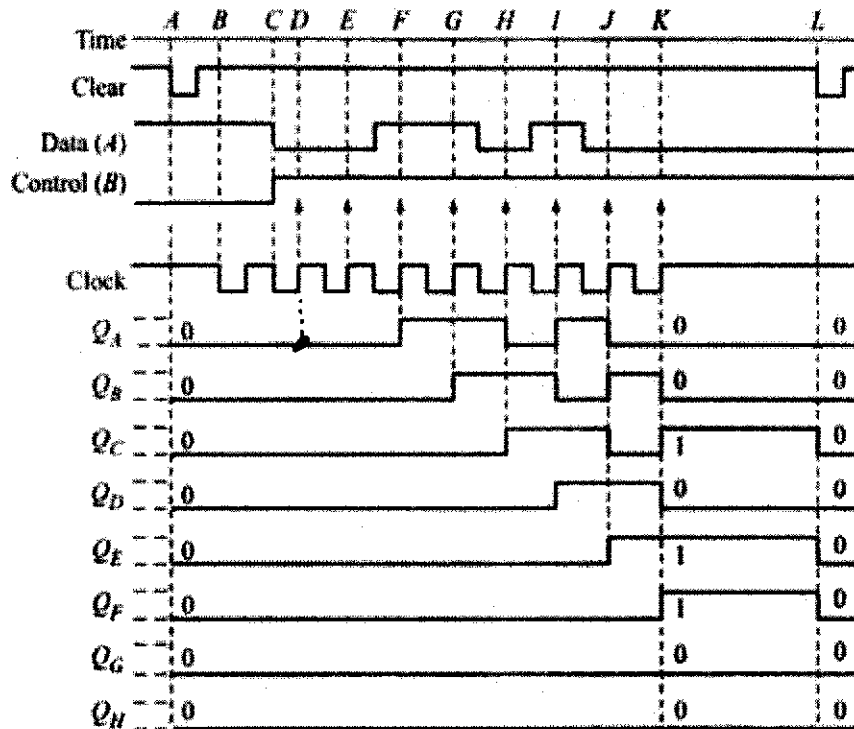 A B C D E F G H I J K L
Time
Clear
Data (A)
Control (B)
Clock
Q_A 0 0 0
Q_B 0 0 0
Q_C 0 1 0
Q_D 0 0 0
Q_E 0 1 0
Q_F 0 1 0
Q_G 0 0 0
Q_H 0 0 0